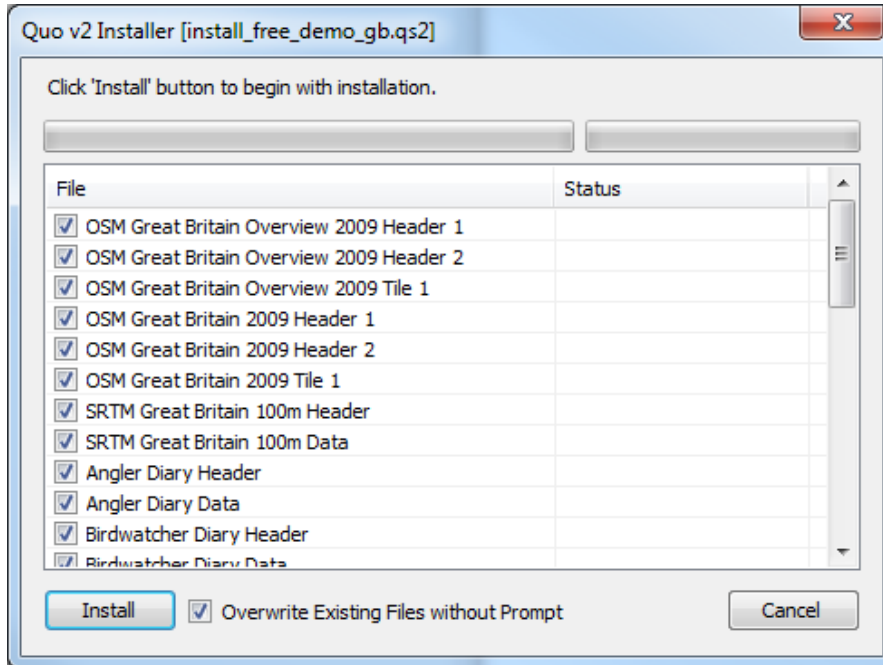 Quo v2 Installer [install_free_demo_gb.qs2]
Click 'Install' button to begin with installation.
File Status
OSM Great Britain Overview 2009 Header 1
OSM Great Britain Overview 2009 Header 2
OSM Great Britain Overview 2009 Tile 1
OSM Great Britain 2009 Header 1
OSM Great Britain 2009 Header 2
OSM Great Britain 2009 Tile 1
SRTM Great Britain 100m Header
SRTM Great Britain 100m Data
Angler Diary Header
Angler Diary Data
Birdwatcher Diary Header
Birdwatcher Diary Data
Install Overwrite Existing Files without Prompt Cancel